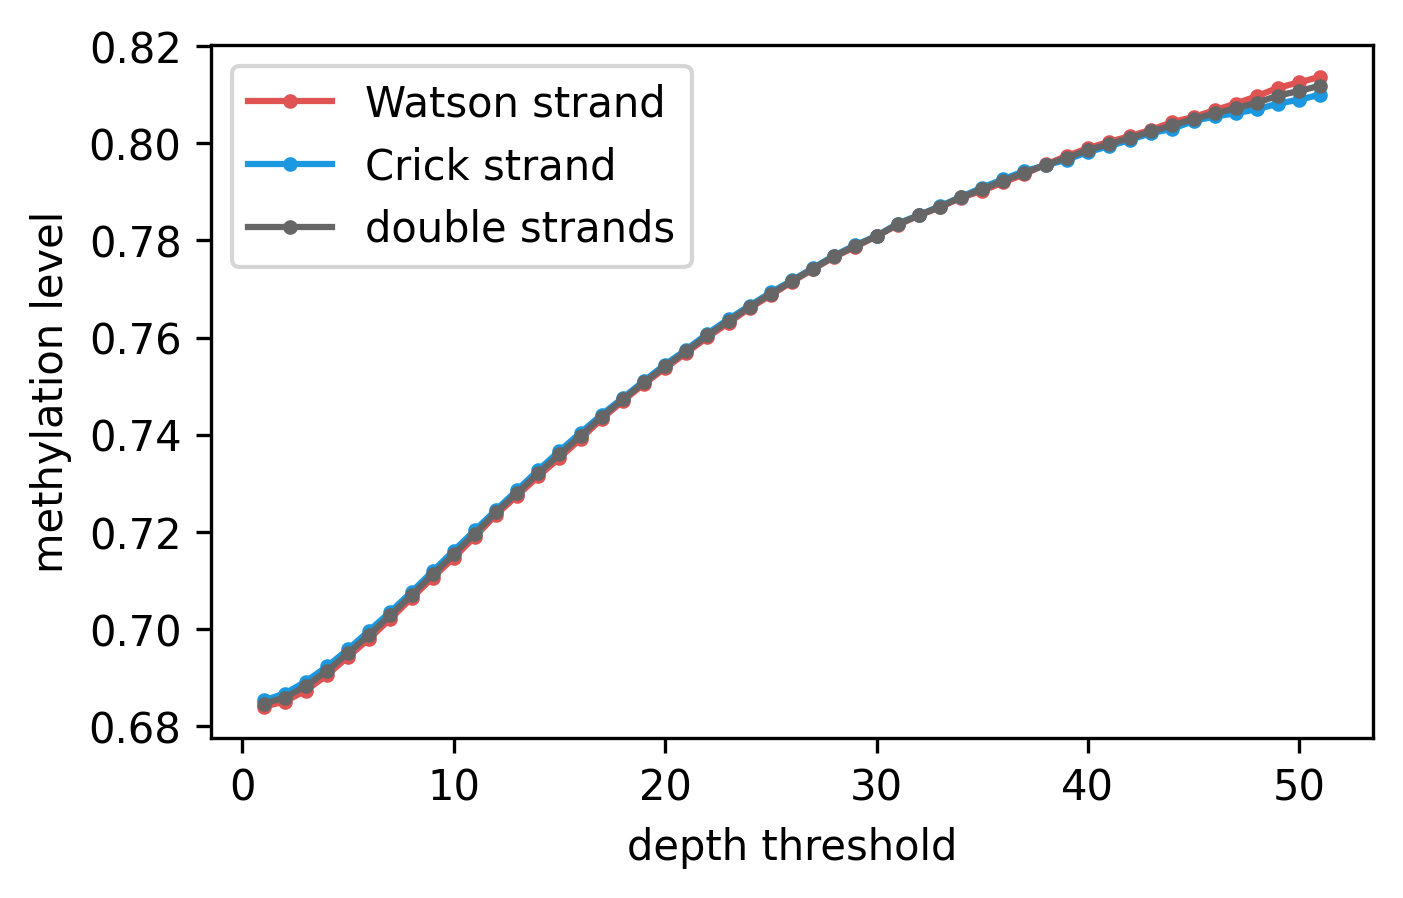 0.82
0.80
0.78
0.76
0.74
0.72
0.70
0.68
methylation level
Watson strand
Crick strand
double strands
0 10 20 30 40 50
depth threshold